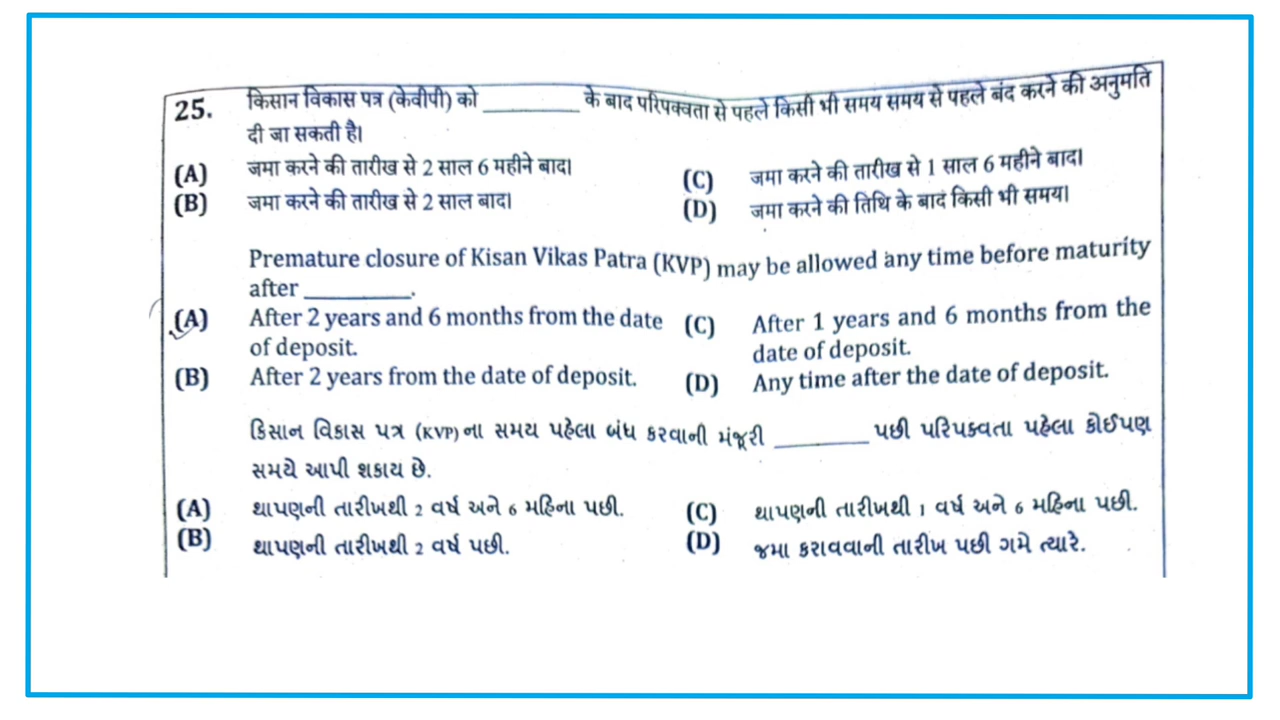 25. किसान विकास पत्र (केवीपी) को ________ के बाद परिपक्वता से पहले किसी भी समय समय से पहले बंद करने की अनुमति
दी जा सकती है।
(A) जमा करने की तारीख से 2 साल 6 महीने बाद। (C) जमा करने की तारीख से 1 साल 6 महीने बाद।
(B) जमा करने की तारीख से 2 साल बाद। (D) जमा करने की तिथि के बाद किसी भी समय।
Premature closure of Kisan Vikas Patra (KVP) may be allowed any time before maturity
after ________.
(A) After 2 years and 6 months from the date (C) After 1 years and 6 months from the
of deposit. date of deposit.
(B) After 2 years from the date of deposit. (D) Any time after the date of deposit.
કિસાન વિકાસ પત્ર (KVP) ના સમય પહેલા બંધ કરવાની મંજૂરી ________ પછી પરિપક્વતા પહેલા કોઈપણ
સમયે આપી શકાય છે.
(A) થાપણની તારીખથી 2 વર્ષ અને 6 મહિના પછી. (C) થાપણની તારીખથી 1 વર્ષ અને 6 મહિના પછી.
(B) થાપણની તારીખથી 2 વર્ષ પછી. (D) જમા કરાવવાની તારીખ પછી ગમે ત્યારે.